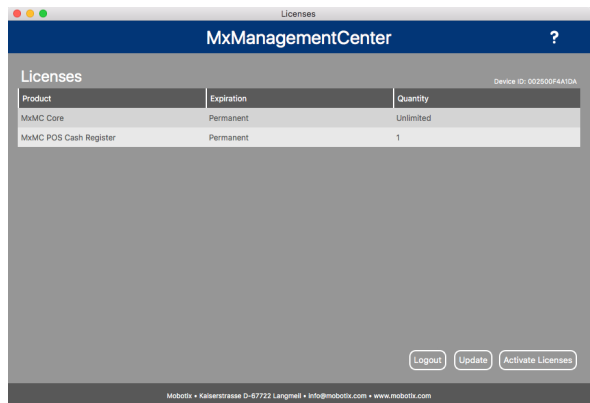 Licenses
MxManagementCenter ?
Licenses
Device ID: 002500F4A1DA
Product Expiration Quantity
MxMC Core Permanent Unlimited
MxMC POS Cash Register Permanent 1
Logout Update Activate Licenses
Mobotix • Kaiserstrasse D-67722 Langmeil • info@mobotix.com • www.mobotix.com